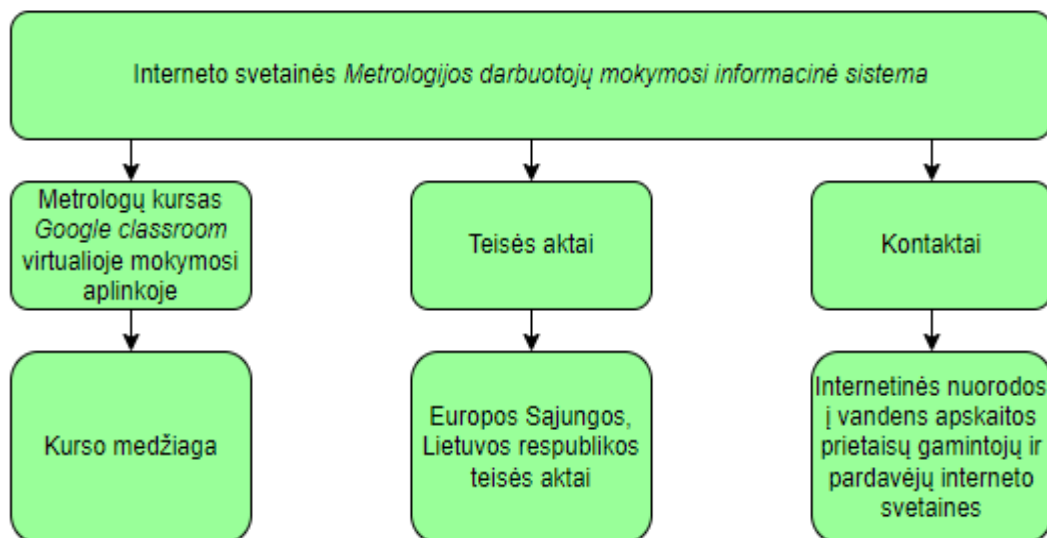 Interneto svetainės Metrologijos darbuotojų mokymosi informacinė sistema
Metrologų kursas
Google classroom
virtualioje mokymosi
aplinkoje
Teisės aktai
Kontaktai
Kurso medžiaga
Europos Sąjungos,
Lietuvos respublikos
teisės aktai
Internetinės nuorodos
į vandens apskaitos
prietaisų gamintojų ir
pardavėjų interneto
svetaines